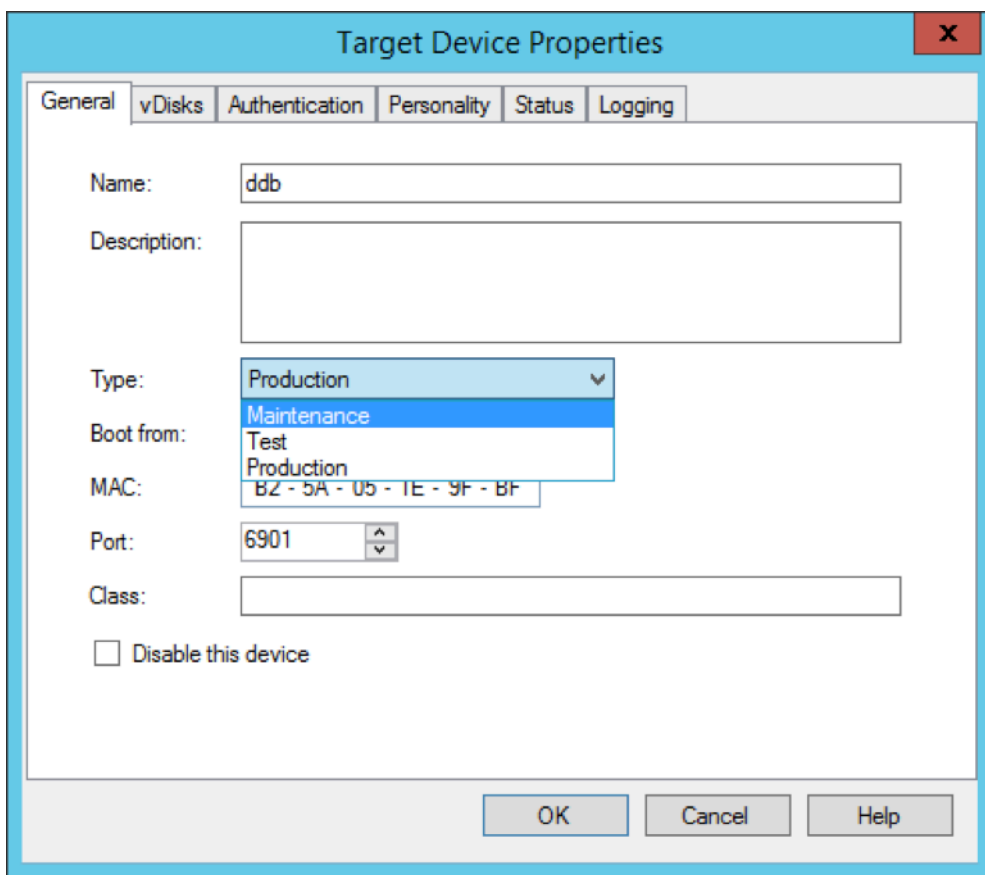 Target Device Properties
x
General vDisks Authentication Personality Status Logging
Name: ddb
Description:
Type: Production
Maintenance
Test
Production
Boot from:
MAC: B2 - 5A - 05 - 1E - 9F - BF
Port: 6901
Class:
Disable this device
OK Cancel Help